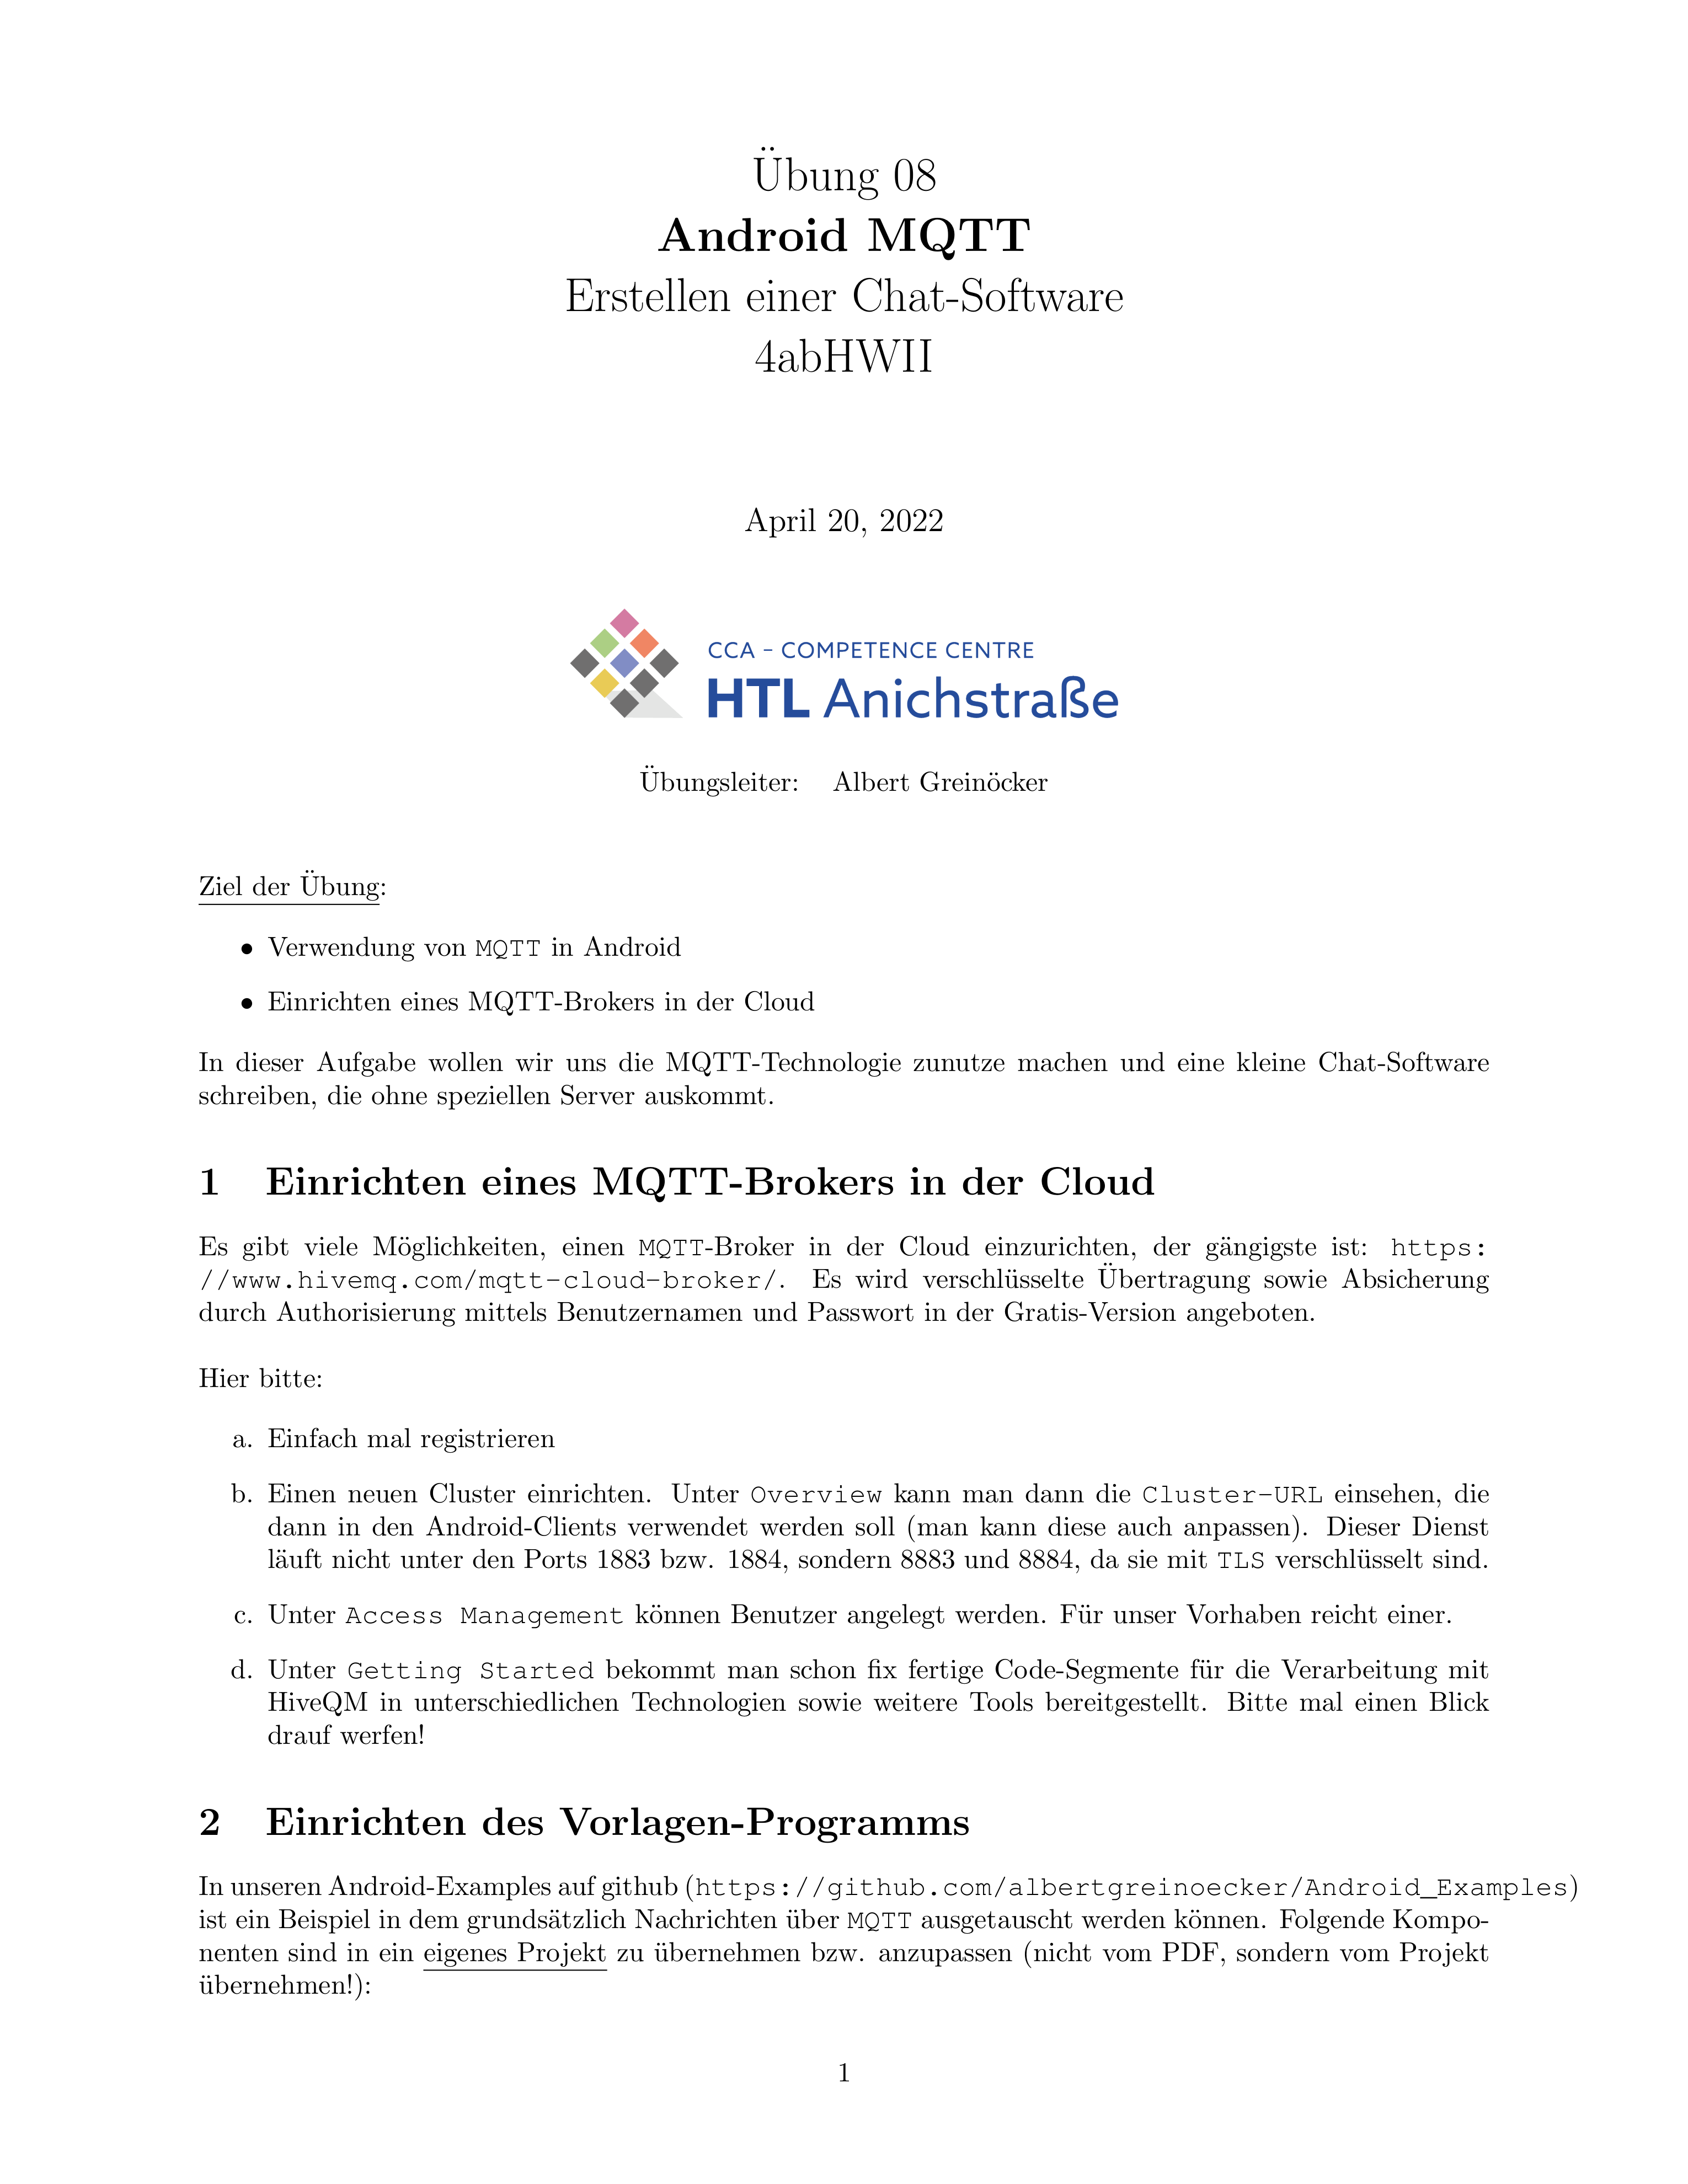 Übung 08
Android MQTT
Erstellen einer Chat-Software
4abHWII
April 20, 2022
CCA - COMPETENCE CENTRE
HTL Anichstraße
Übungsleiter: Albert Greinöcker
Ziel der Übung:
• Verwendung von MQTT in Android
• Einrichten eines MQTT-Brokers in der Cloud
In dieser Aufgabe wollen wir uns die MQTT-Technologie zunutze machen und eine kleine Chat-Software
schreiben, die ohne speziellen Server auskommt.
1 Einrichten eines MQTT-Brokers in der Cloud
Es gibt viele Möglichkeiten, einen MQTT-Broker in der Cloud einzurichten, der gängigste ist: https:
//www.hivemq.com/mqtt-cloud-broker/. Es wird verschlüsselte Übertragung sowie Absicherung
durch Authorisierung mittels Benutzernamen und Passwort in der Gratis-Version angeboten.
Hier bitte:
a. Einfach mal registrieren
b. Einen neuen Cluster einrichten. Unter Overview kann man dann die Cluster-URL einsehen, die
dann in den Android-Clients verwendet werden soll (man kann diese auch anpassen). Dieser Dienst
läuft nicht unter den Ports 1883 bzw. 1884, sondern 8883 und 8884, da sie mit TLS verschlüsselt sind.
c. Unter Access Management können Benutzer angelegt werden. Für unser Vorhaben reicht einer.
d. Unter Getting Started bekommt man schon fix fertige Code-Segmente für die Verarbeitung mit
HiveQM in unterschiedlichen Technologien sowie weitere Tools bereitgestellt. Bitte mal einen Blick
drauf werfen!
2 Einrichten des Vorlagen-Programms
In unseren Android-Examples auf github (https://github.com/albertgreinoecker/Android_Examples)
ist ein Beispiel in dem grundsätzlich Nachrichten über MQTT ausgetauscht werden können. Folgende Kompo-
nenten sind in ein eigenes Projekt zu übernehmen bzw. anzupassen (nicht vom PDF, sondern vom Projekt
übernehmen!):
1